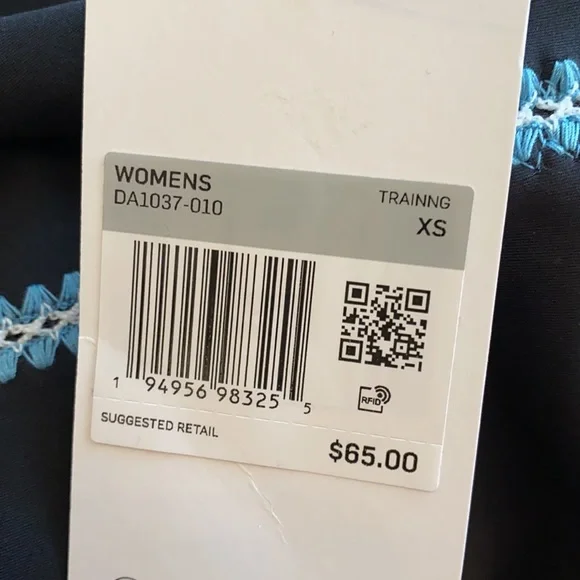 WOMENS
DA1037-010
TRAINNG
XS
1 94956 98325 5
RFID
SUGGESTED RETAIL
$65.00